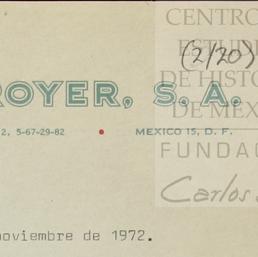 CENTRO
ESTUDI
(2/20)
DE HISTO
DE MEX
ROYER, S. A.
2, 5-67-29-82 • MEXICO 15, D. F.
FUNDAC
Carlos
noviembre de 1972.